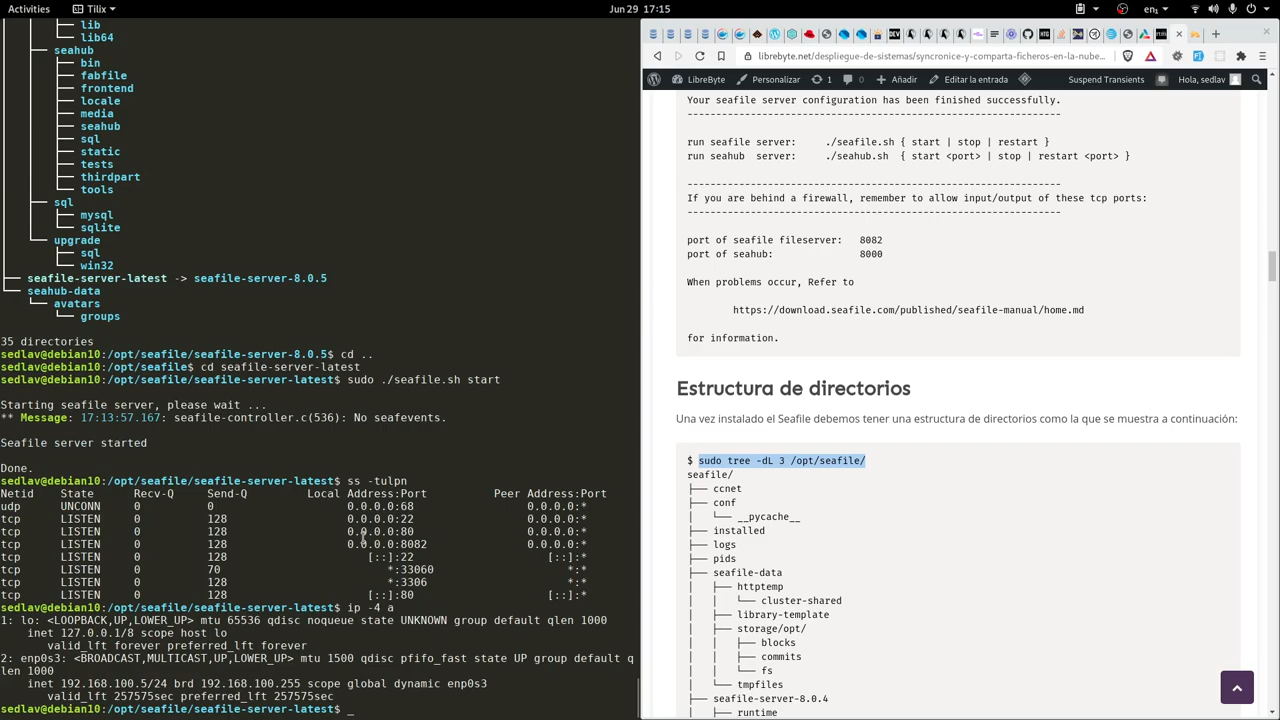 Activities
Tilix
Jun 29 17:15
en₁
├── lib
└── lib64
├── seahub
├── bin
├── fabfile
├── frontend
├── locale
├── media
├── seahub
├── sql
├── static
├── tests
├── thirdpart
└── tools
├── sql
├── mysql
└── sqlite
└── upgrade
├── sql
└── win32
├── seafile-server-latest -> seafile-server-8.0.5
└── seahub-data
└── avatars
└── groups
35 directories
sedlav@debian10:/opt/seafile/seafile-server-8.0.5$ cd ..
sedlav@debian10:/opt/seafile$ cd seafile-server-latest
sedlav@debian10:/opt/seafile/seafile-server-latest$ sudo ./seafile.sh start
Starting seafile server, please wait ...
** Message: 17:13:57.167: seafile-controller.c(536): No seafevents.
Seafile server started
Done.
sedlav@debian10:/opt/seafile/seafile-server-latest$ ss -tulpn
Netid State Recv-Q Send-Q Local Address:Port Peer Address:Port
udp UNCONN 0 0 0.0.0.0:68 0.0.0.0:*
tcp LISTEN 0 128 0.0.0.0:22 0.0.0.0:*
tcp LISTEN 0 128 0.0.0.0:80 0.0.0.0:*
tcp LISTEN 0 128 0.0.0.0:8082 0.0.0.0:*
tcp LISTEN 0 128 [::]:22 [::]:*
tcp LISTEN 0 70 *:33060 *:*
tcp LISTEN 0 128 *:3306 *:*
tcp LISTEN 0 128 [::]:80 [::]:*
sedlav@debian10:/opt/seafile/seafile-server-latest$ ip -4 a
1: lo: <LOOPBACK,UP,LOWER_UP> mtu 65536 qdisc noqueue state UNKNOWN group default qlen 1000
inet 127.0.0.1/8 scope host lo
valid_lft forever preferred_lft forever
2: enp0s3: <BROADCAST,MULTICAST,UP,LOWER_UP> mtu 1500 qdisc pfifo_fast state UP group default q
len 1000
inet 192.168.100.5/24 brd 192.168.100.255 scope global dynamic enp0s3
valid_lft 257575sec preferred_lft 257575sec
sedlav@debian10:/opt/seafile/seafile-server-latest$ _
librebyte.net/despliegue-de-sistemas/syncronice-y-comparta-ficheros-en-la-nube...
LibreByte
Personalizar
1
0
Añadir
Editar la entrada
Suspend Transients
Hola, sedlav
Your seafile server configuration has been finished successfully.
-----------------------------------------------------------------
run seafile server: ./seafile.sh { start | stop | restart }
run seahub server: ./seahub.sh { start <port> | stop | restart <port> }
-----------------------------------------------------------------
If you are behind a firewall, remember to allow input/output of these tcp ports:
-----------------------------------------------------------------
port of seafile fileserver: 8082
port of seahub: 8000
When problems occur, Refer to
https://download.seafile.com/published/seafile-manual/home.md
for information.
Estructura de directorios
Una vez instalado el Seafile debemos tener una estructura de directorios como la que se muestra a continuación:
$ sudo tree -dL 3 /opt/seafile/
seafile/
├── ccnet
├── conf
│   └── __pycache__
├── installed
├── logs
├── pids
├── seafile-data
│   ├── httptemp
│   │   └── cluster-shared
│   ├── library-template
│   ├── storage/opt/
│   │   ├── blocks
│   │   ├── commits
│   │   └── fs
│   └── tmpfiles
├── seafile-server-8.0.4
│   ├── runtime